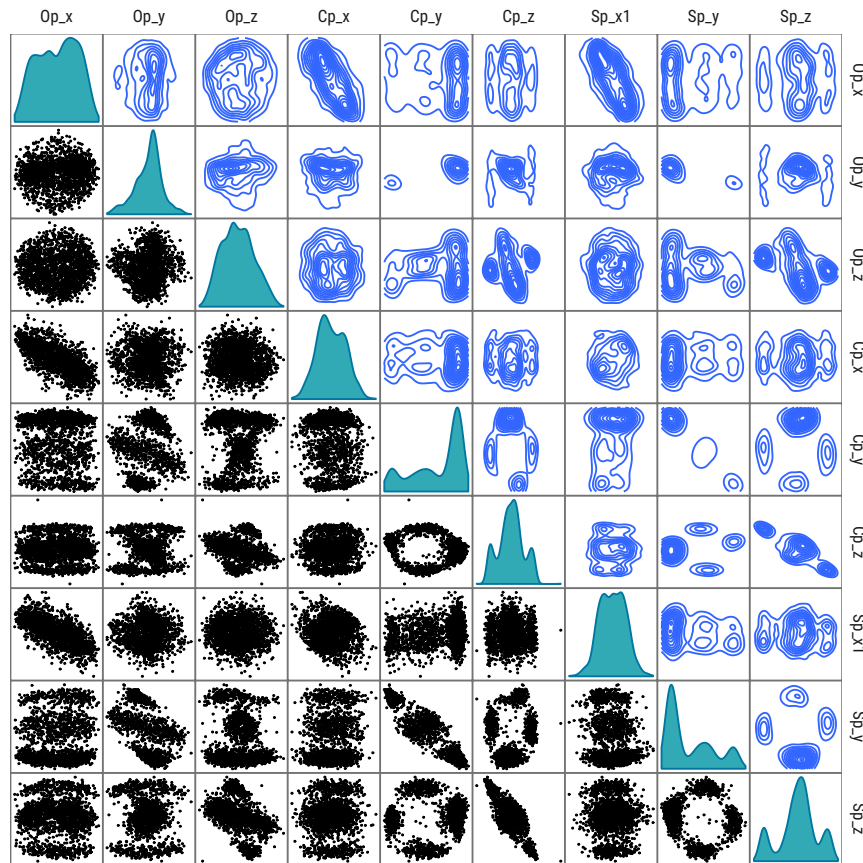 Op_x Op_y Op_z Cp_x Cp_y Cp_z Sp_x1 Sp_y Sp_z
Op_x
Op_y
Op_z
Cp_x
Cp_y
Cp_z
Sp_x1
Sp_y
Sp_z